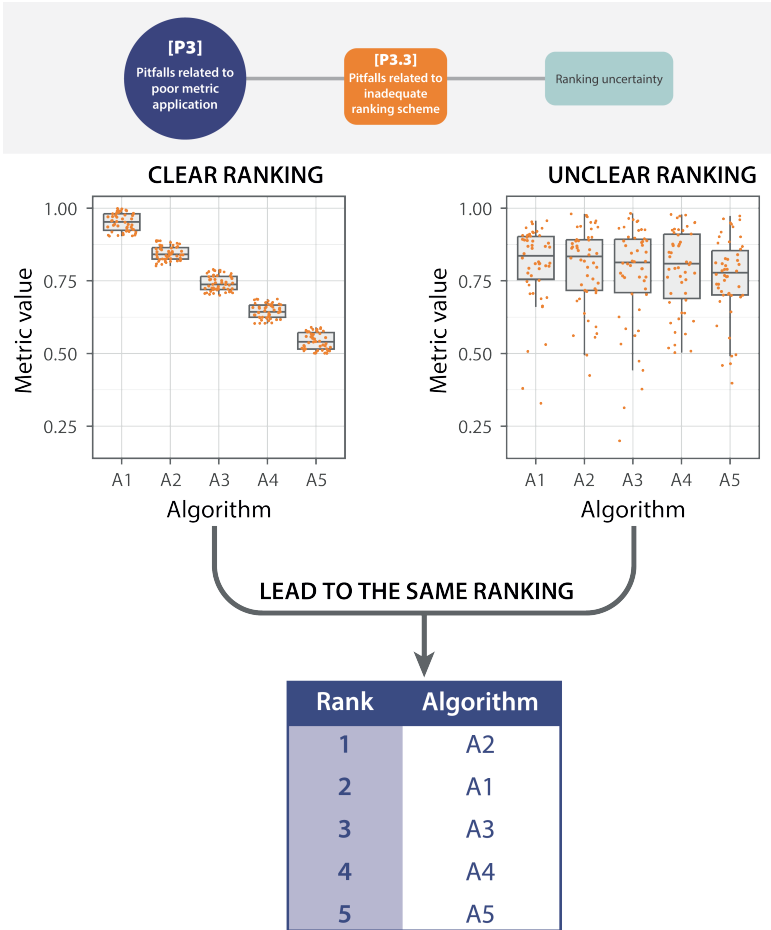 [P3]
Pitfalls related to
poor metric
application
[P3.3]
Pitfalls related to
inadequate
ranking scheme
Ranking uncertainty
CLEAR RANKING
UNCLEAR RANKING
Metric value
1.00
0.75
0.50
0.25
A1 A2 A3 A4 A5
Algorithm
Metric value
1.00
0.75
0.50
0.25
A1 A2 A3 A4 A5
Algorithm
LEAD TO THE SAME RANKING
Rank Algorithm
1 A2
2 A1
3 A3
4 A4
5 A5